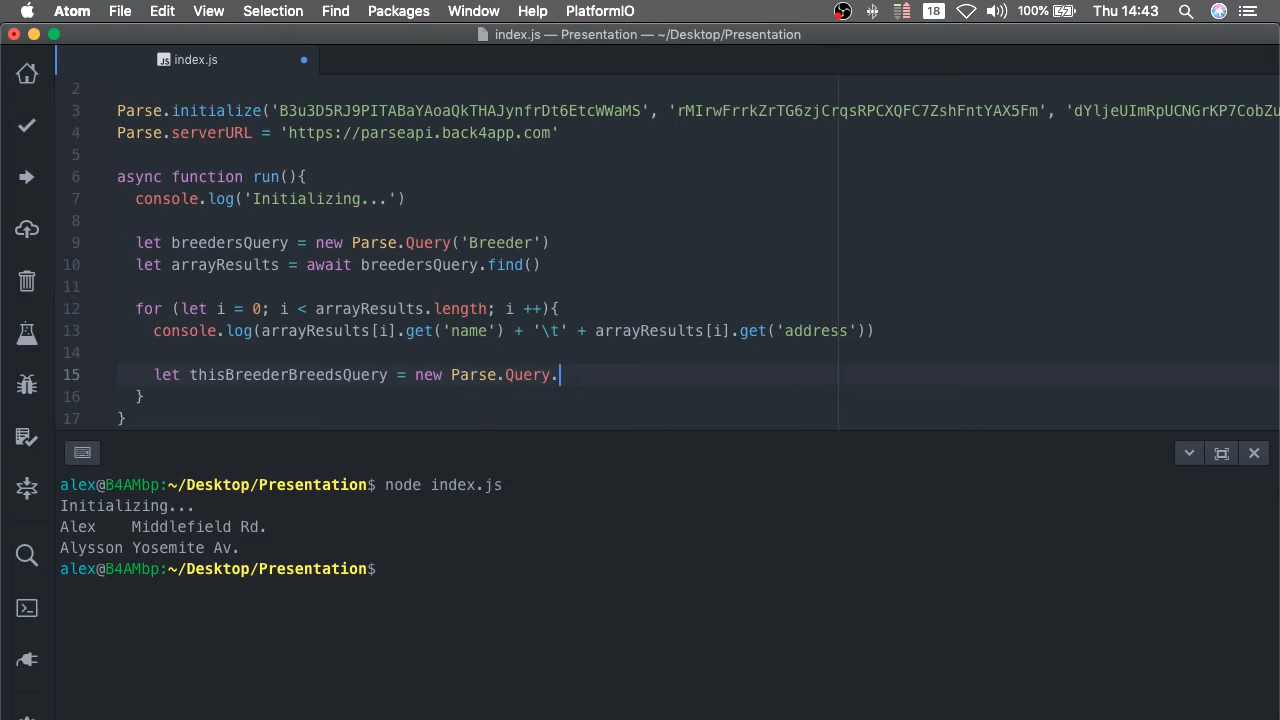 Atom File Edit View Selection Find Packages Window Help PlatformIO 18 100% Thu 14:43
index.js — Presentation — ~/Desktop/Presentation
JS index.js
2
3 Parse.initialize('B3u3D5RJ9PITABaYAoaQkTHAJynfrDt6EtcWWaMS', 'rMIrwFrrkZrTG6zjCrqsRPCXQFC7ZshFntYAX5Fm', 'dYljeUImRpUCNGrKP7CobZu
4 Parse.serverURL = 'https://parseapi.back4app.com'
5
6 async function run(){
7 console.log('Initializing...')
8
9 let breedersQuery = new Parse.Query('Breeder')
10 let arrayResults = await breedersQuery.find()
11
12 for (let i = 0; i < arrayResults.length; i ++){
13 console.log(arrayResults[i].get('name') + '\t' + arrayResults[i].get('address'))
14
15 let thisBreederBreedsQuery = new Parse.Query.
16 }
17 }
alex@B4AMbp:~/Desktop/Presentation$ node index.js
Initializing...
Alex Middlefield Rd.
Alysson Yosemite Av.
alex@B4AMbp:~/Desktop/Presentation$